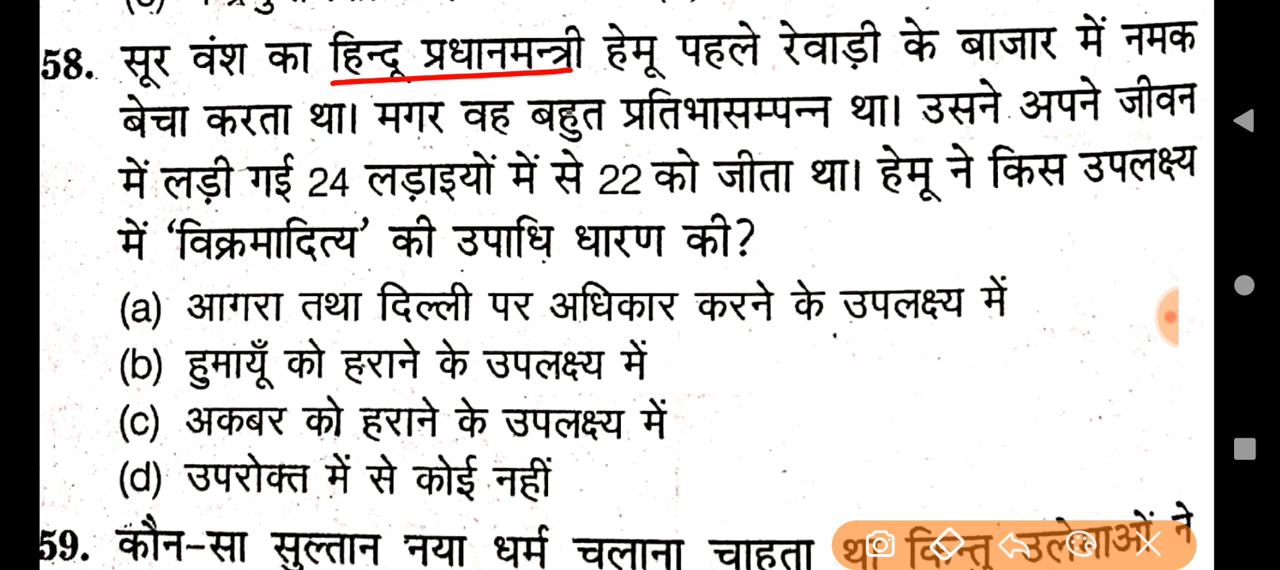 58. सूर वंश का हिन्दू प्रधानमन्त्री हेमू पहले रेवाड़ी के बाजार में नमक
बेचा करता था। मगर वह बहुत प्रतिभासम्पन्न था। उसने अपने जीवन
में लड़ी गई 24 लड़ाइयों में से 22 को जीता था। हेमू ने किस उपलक्ष्य
में ‘विक्रमादित्य’ की उपाधि धारण की?
(a) आगरा तथा दिल्ली पर अधिकार करने के उपलक्ष्य में
(b) हुमायूँ को हराने के उपलक्ष्य में
(c) अकबर को हराने के उपलक्ष्य में
(d) उपरोक्त में से कोई नहीं
59. कौन-सा सुल्तान नया धर्म चलाना चाहता था किन्तु ने